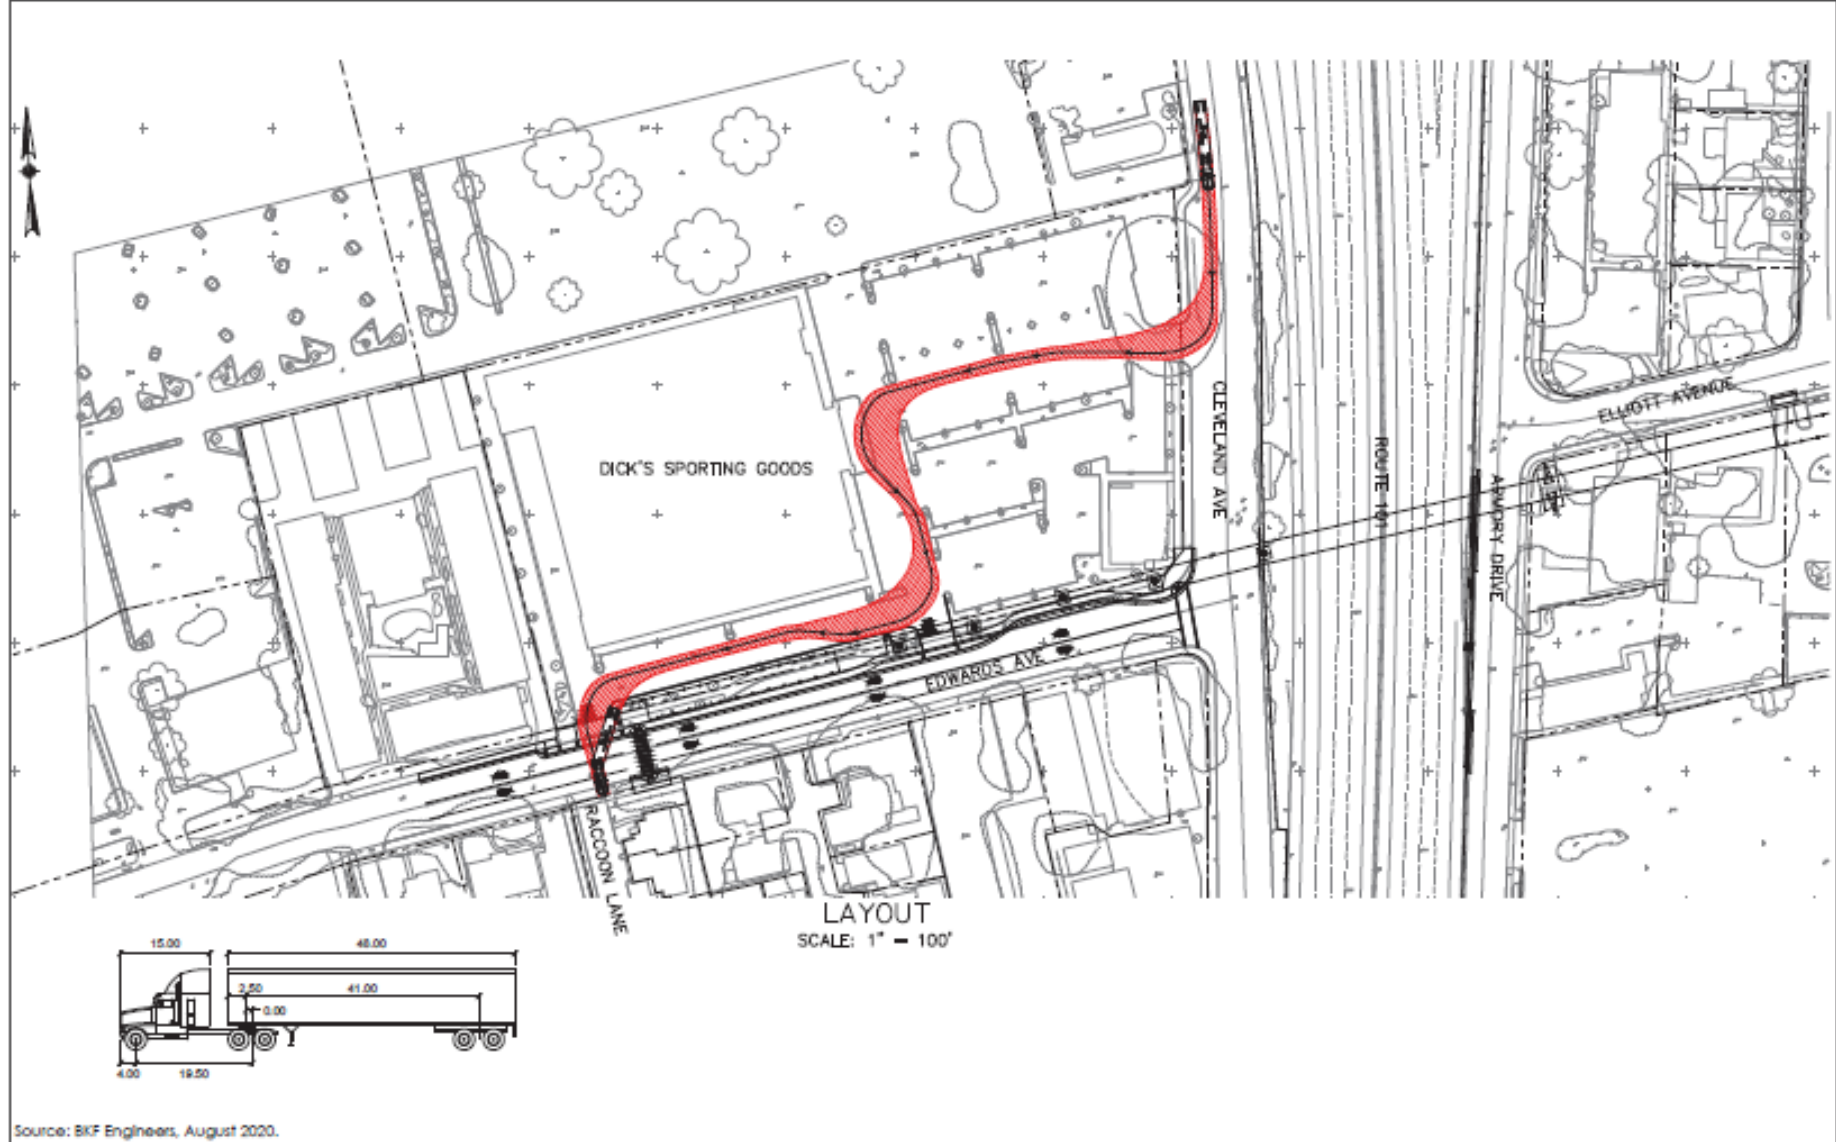 DICK'S SPORTING GOODS
CLEVELAND AVE
ROUTE 101
ARMORY DRIVE
ELLIOTT AVENUE
EDWARDS AVE
RACCOON LANE
LAYOUT
SCALE: 1" = 100'
15.00
48.00
2.50
41.00
0.00
4.00
19.50
Source: BKF Engineers, August 2020.